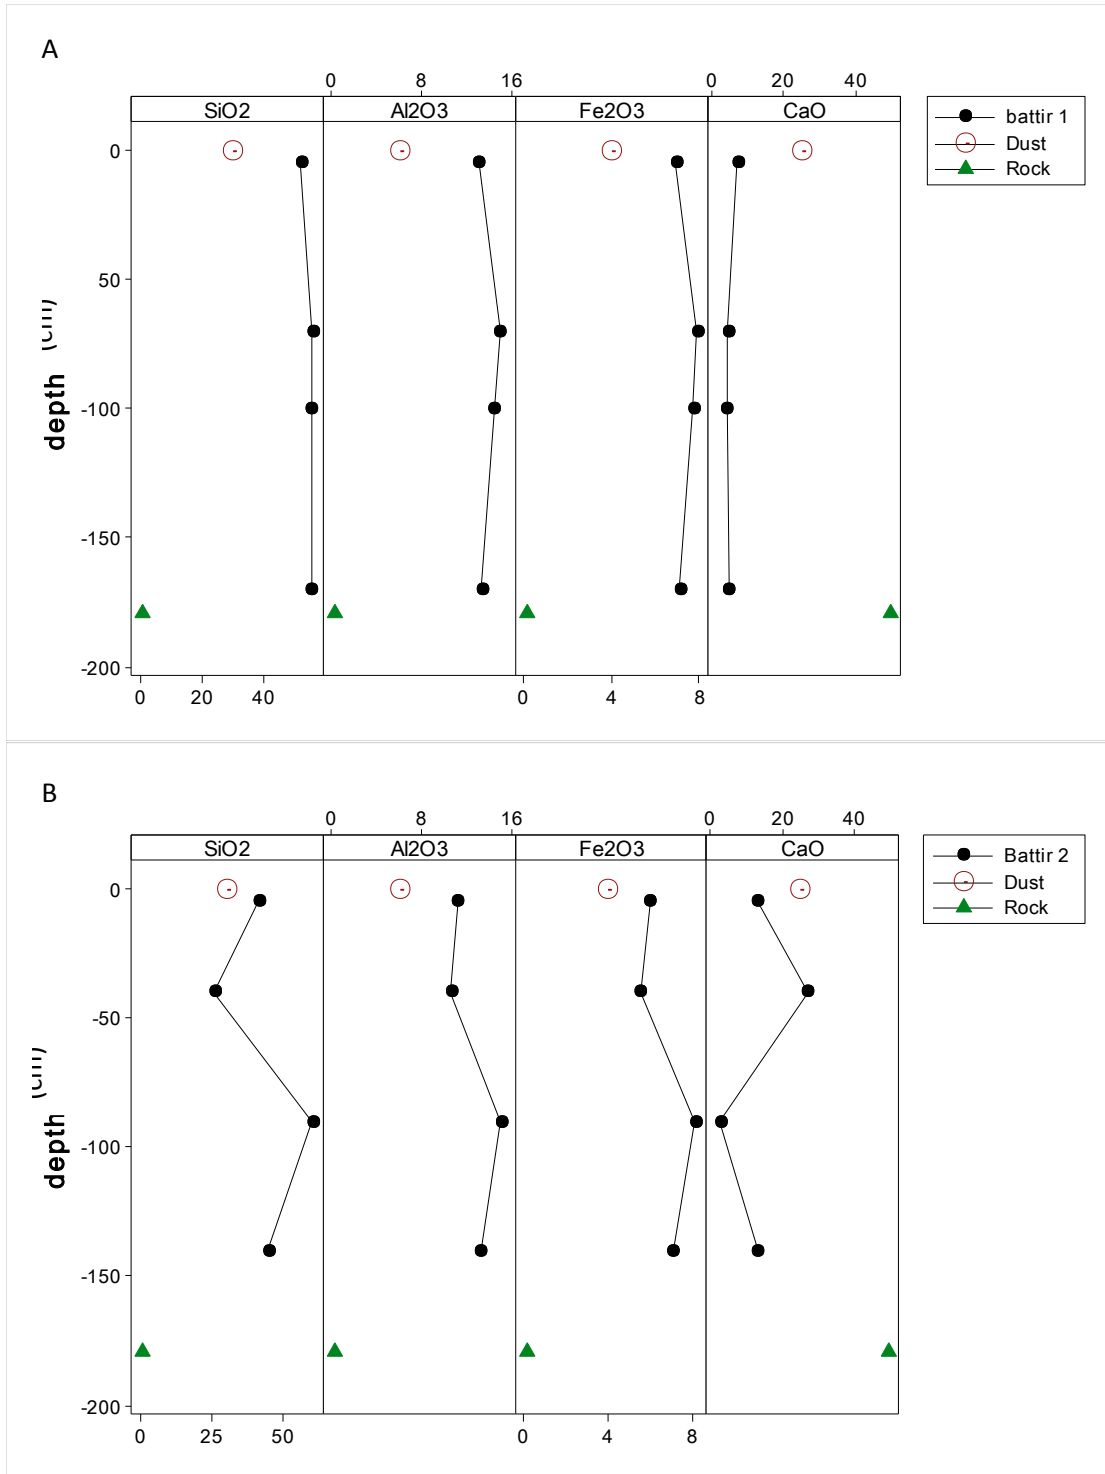 A
0 8 16 0 20 40
SiO2 Al2O3 Fe2O3 CaO
battir 1
Dust
Rock
0
50
-100
-150
-200
depth (cm)
0 20 40 0 4 8
B
0 8 16 0 20 40
SiO2 Al2O3 Fe2O3 CaO
Battir 2
Dust
Rock
0
-50
-100
-150
-200
depth (cm)
0 25 50 0 4 8